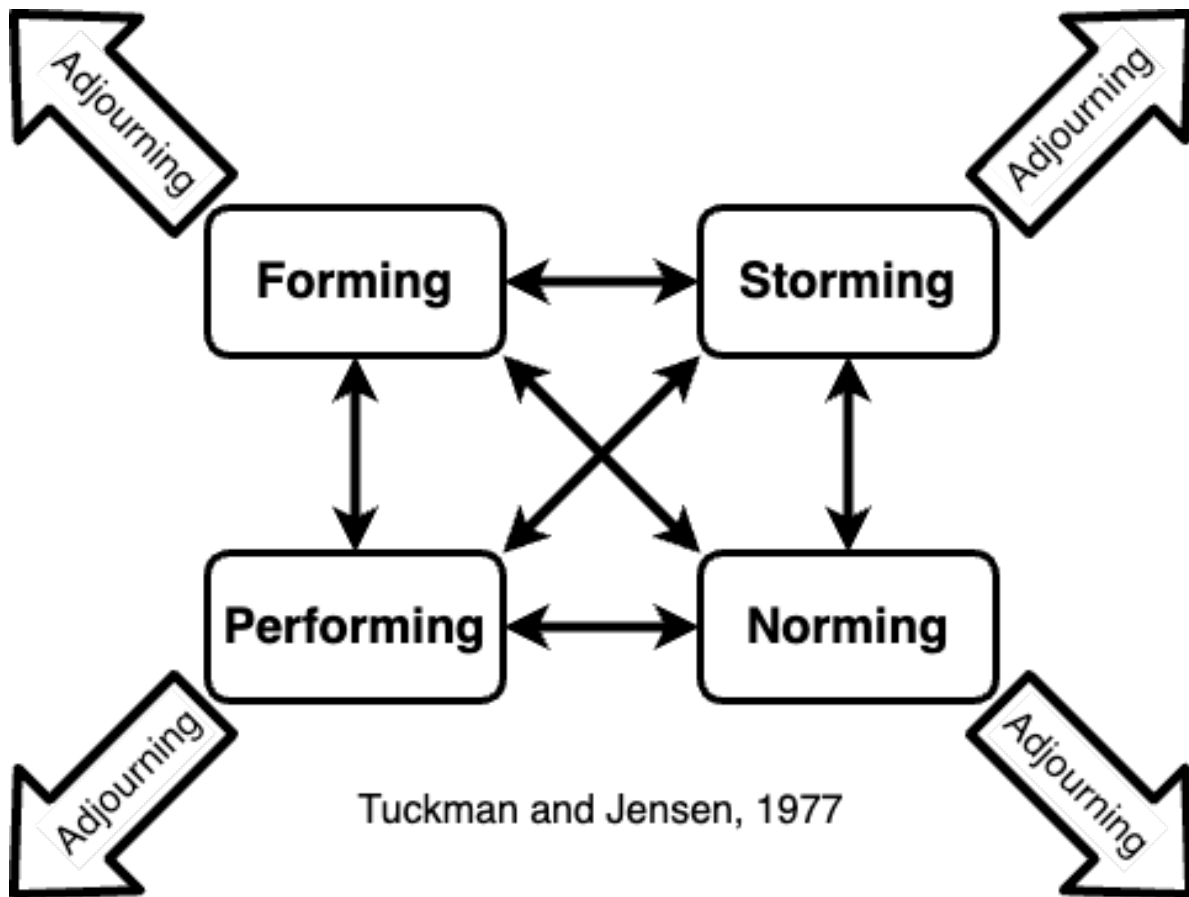 Adjourning
Adjourning
Forming
Storming
Performing
Norming
Adjourning
Adjourning
Tuckman and Jensen, 1977